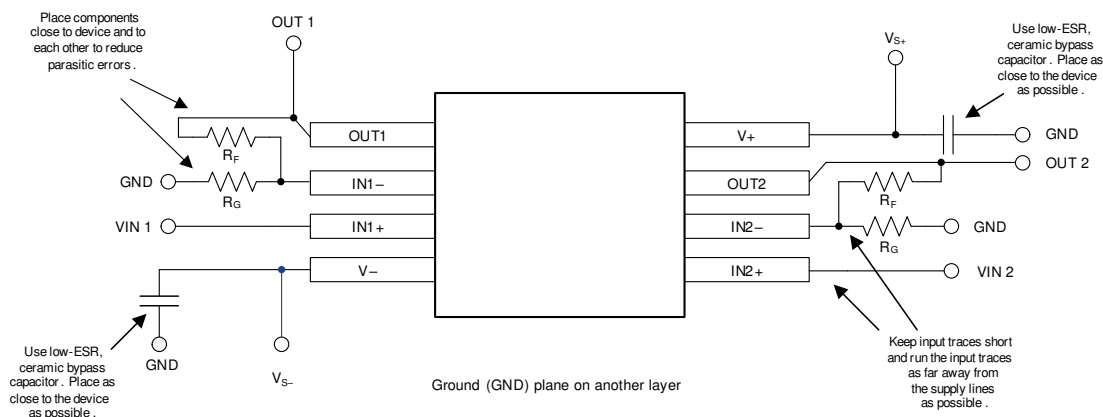 Place components
close to device and to
each other to reduce
parasitic errors .
OUT 1
VS+
Use low-ESR,
ceramic bypass
capacitor . Place as
close to the device
as possible .
OUT1
V+
GND
RF
OUT 2
GND
IN1−
OUT2
RF
RG
VIN 1
IN1+
IN2−
GND
RG
V−
IN2+
VIN 2
Use low-ESR,
ceramic bypass
capacitor . Place as
close to the device
as possible .
GND
VS−
Ground (GND) plane on another layer
Keep input traces short
and run the input traces
as far away from
the supply lines
as possible .